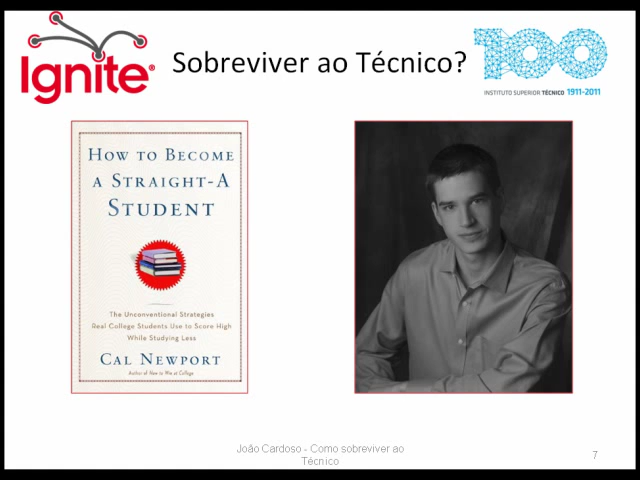 Ignite®
Sobreviver ao Técnico?
100
INSTITUTO SUPERIOR TÉCNICO 1911-2011
HOW TO BECOME
A STRAIGHT-A
STUDENT
The Unconventional Strategies
Real College Students Use to Score High
While Studying Less
CAL NEWPORT
Author of How to Win at College
João Cardoso - Como sobreviver ao
Técnico
7